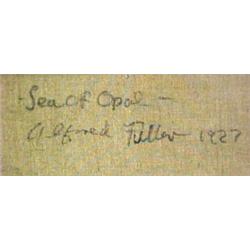 -Sea of Opal-
Alfred Fuller 1927